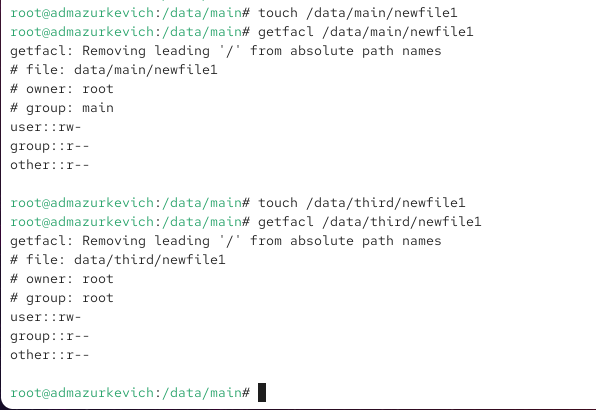 root@admazurkevich:/data/main# touch /data/main/newfile1
root@admazurkevich:/data/main# getfacl /data/main/newfile1
getfacl: Removing leading '/' from absolute path names
# file: data/main/newfile1
# owner: root
# group: main
user::rw-
group::r--
other::r--

root@admazurkevich:/data/main# touch /data/third/newfile1
root@admazurkevich:/data/main# getfacl /data/third/newfile1
getfacl: Removing leading '/' from absolute path names
# file: data/third/newfile1
# owner: root
# group: root
user::rw-
group::r--
other::r--

root@admazurkevich:/data/main#